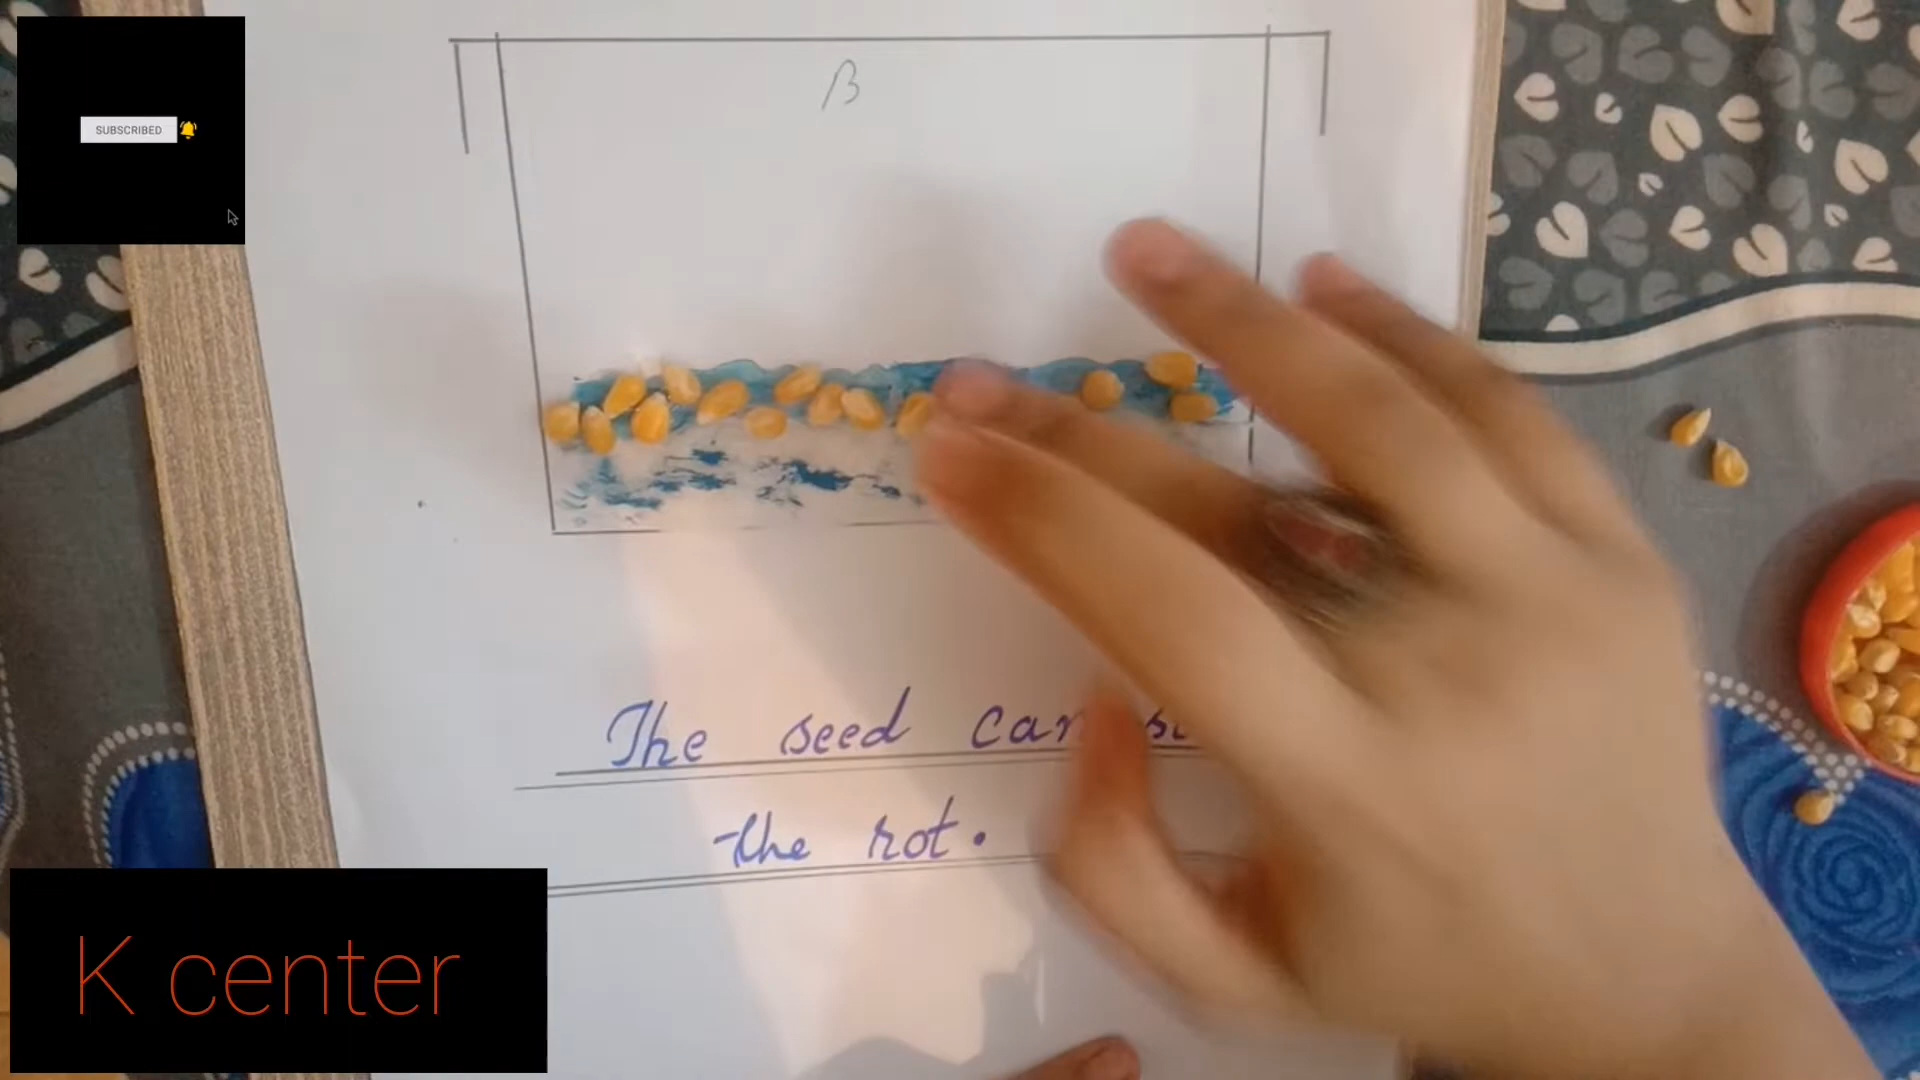 SUBSCRIBED
β
The seed can
the rot.
K center